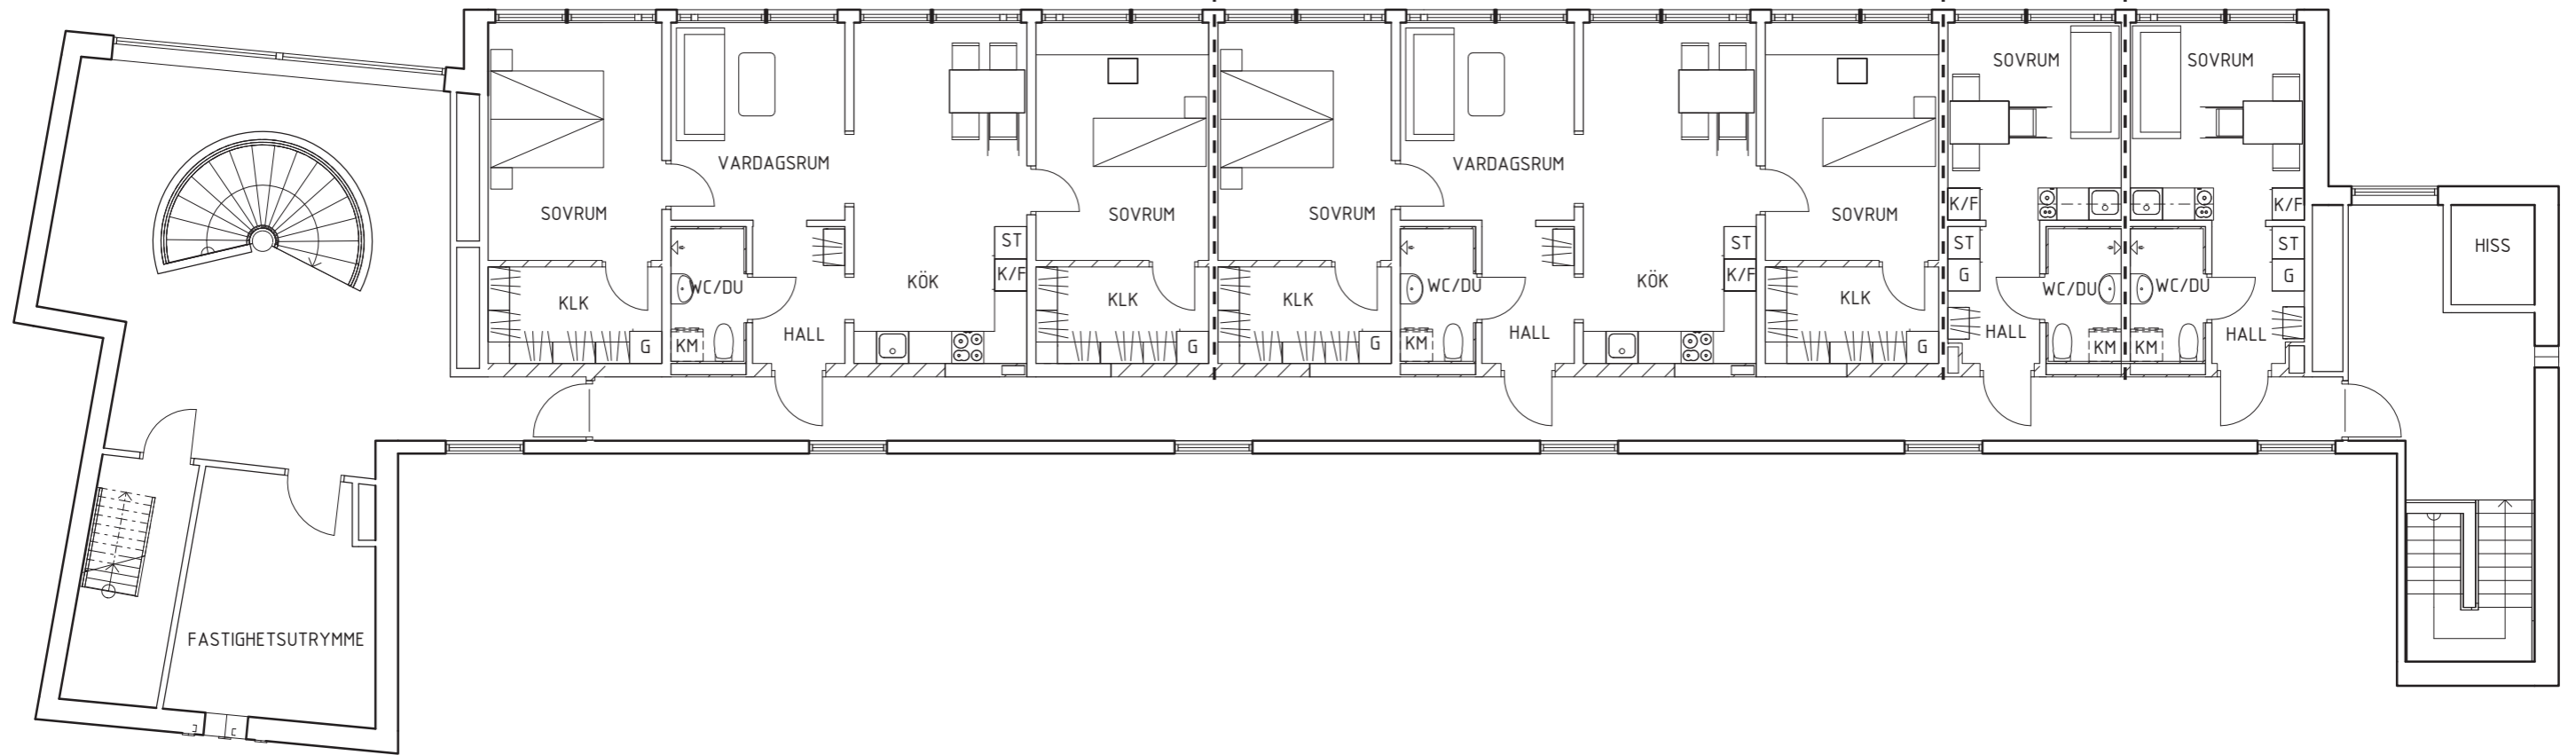 SOVRUM
SOVRUM
VARDAGSRUM
VARDAGSRUM
SOVRUM
SOVRUM
SOVRUM
SOVRUM
K/F
K/F
ST
ST
ST
ST
HISS
K/F
K/F
G
G
KÖK
KÖK
WC/DU
WC/DU
WC/DU
WC/DU
KLK
KLK
KLK
KLK
HALL
HALL
HALL
HALL
G
KM
G
G
KM
G
KM
KM
FASTIGHETSUTRYMME